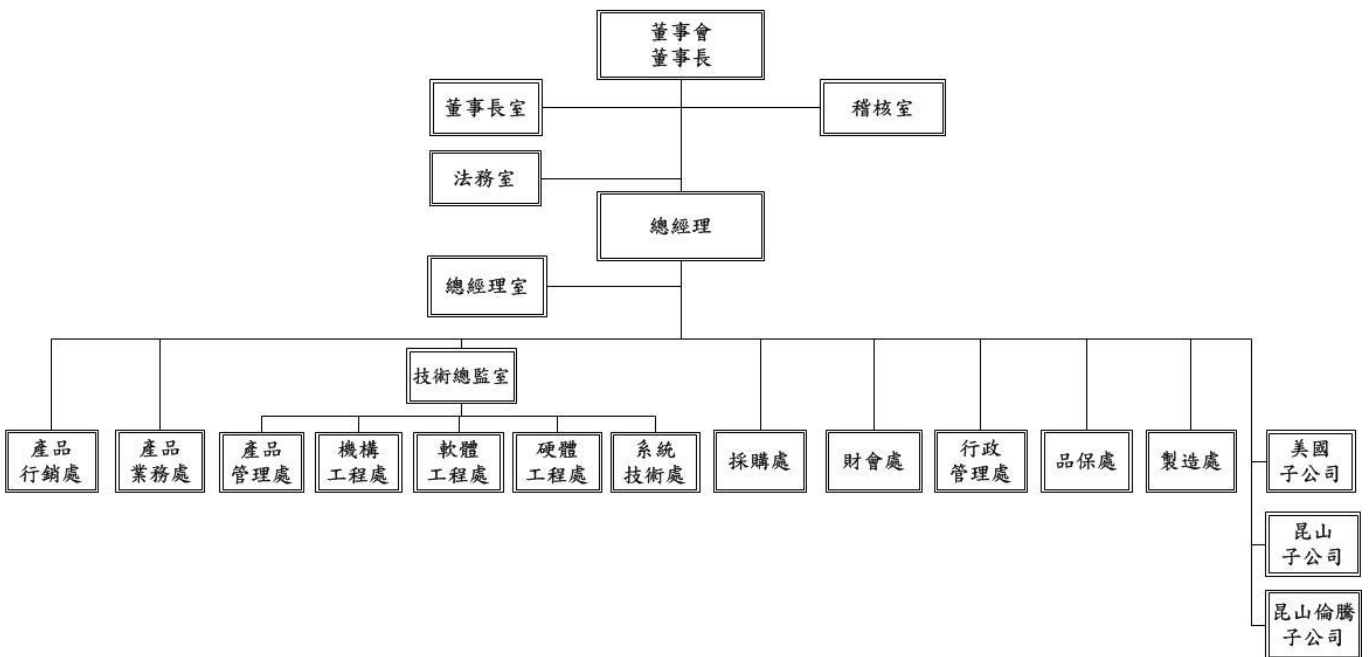 董事會
董事長
董事長室
稽核室
法務室
總經理
總經理室
技術總監室
產品
行銷處
產品
業務處
產品
管理處
機構
工程處
軟體
工程處
硬體
工程處
系統
技術處
採購處
財會處
行政
管理處
品保處
製造處
美國
子公司
昆山
子公司
昆山倫騰
子公司